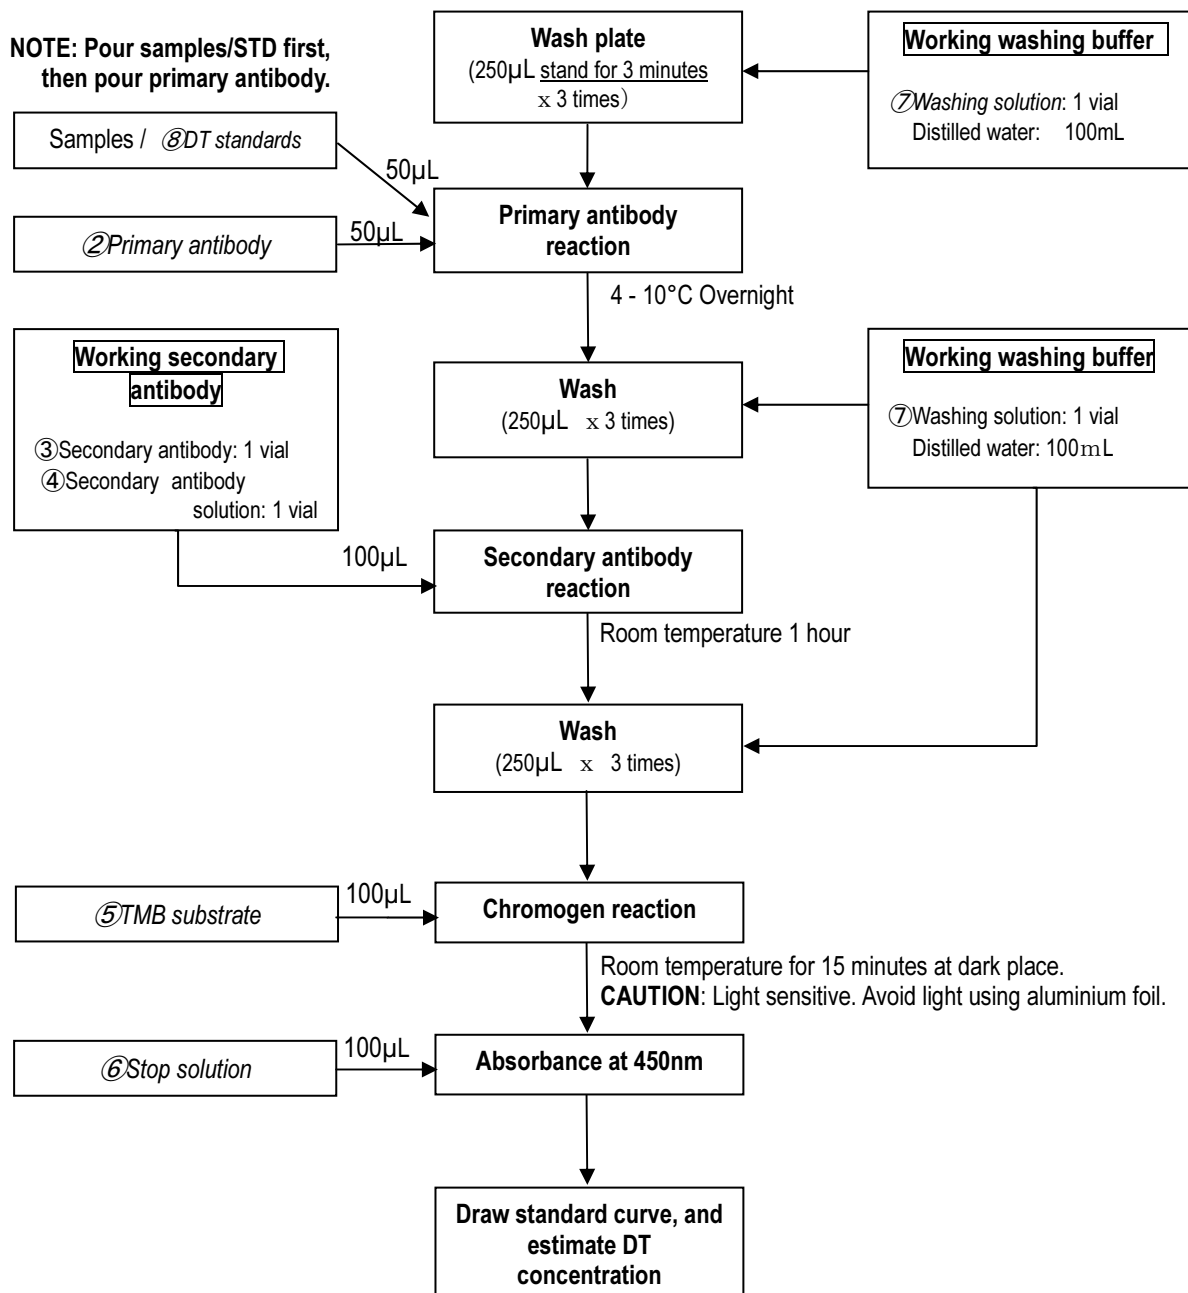 NOTE: Pour samples/STD first,
then pour primary antibody.
Wash plate
(250µL stand for 3 minutes
x 3 times)
Working washing buffer
⑦Washing solution: 1 vial
Distilled water: 100mL
Samples / ⑧DT standards
50µL
②Primary antibody
50µL
Primary antibody
reaction
4 - 10°C Overnight
Working secondary
antibody
③Secondary antibody: 1 vial
④Secondary antibody
solution: 1 vial
Wash
(250µL x 3 times)
Working washing buffer
⑦Washing solution: 1 vial
Distilled water: 100mL
100µL
Secondary antibody
reaction
Room temperature 1 hour
Wash
(250µL x 3 times)
⑤TMB substrate
100µL
Chromogen reaction
Room temperature for 15 minutes at dark place.
CAUTION: Light sensitive. Avoid light using aluminium foil.
⑥Stop solution
100µL
Absorbance at 450nm
Draw standard curve, and
estimate DT
concentration